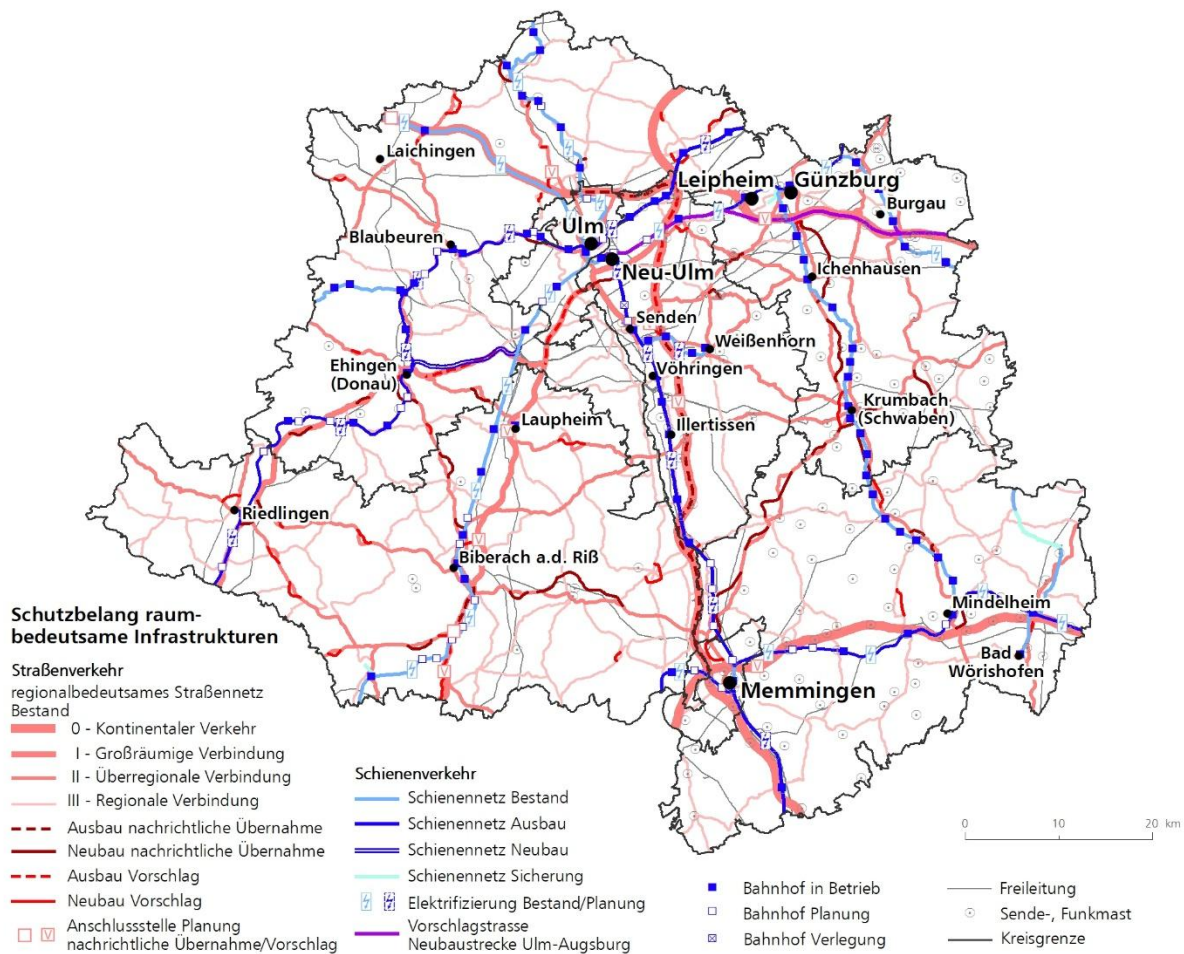 Laichingen
Leipheim
Günzburg
Burgau
Ulm
Blaubeuren
Neu-Ulm
Ichenhausen
Senden
Weißenhorn
Ehingen
(Donau)
Vöhringen
Krumbach
(Schwaben)
Laupheim
Illertissen
Riedlingen
Biberach a.d. Riß
Mindelheim
Bad
Wörishofen
Memmingen
Schutzbelang raum-
bedeutsame Infrastrukturen
Straßenverkehr
regionalbedeutsames Straßennetz
Bestand
0 - Kontinentaler Verkehr
I - Großräumige Verbindung
II - Überregionale Verbindung
III - Regionale Verbindung
Ausbau nachrichtliche Übernahme
Neubau nachrichtliche Übernahme
Ausbau Vorschlag
Neubau Vorschlag
V
Anschlussstelle Planung
nachrichtliche Übernahme/Vorschlag
Schienenverkehr
Schienennetz Bestand
Schienennetz Ausbau
Schienennetz Neubau
Schienennetz Sicherung
Elektrifizierung Bestand/Planung
Vorschlagstrasse
Neubaustrecke Ulm-Augsburg
Bahnhof in Betrieb
Bahnhof Planung
Bahnhof Verlegung
0 10 20 km
Freileitung
Sende-, Funkmast
Kreisgrenze